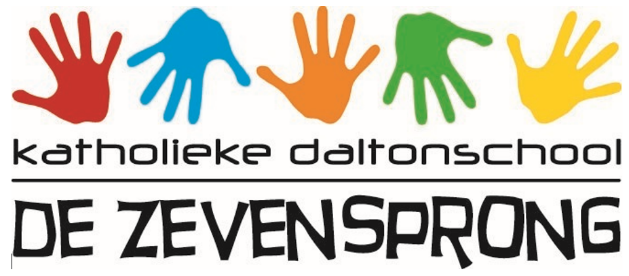 katholieke daltonschool
DE ZEVENSPRONG